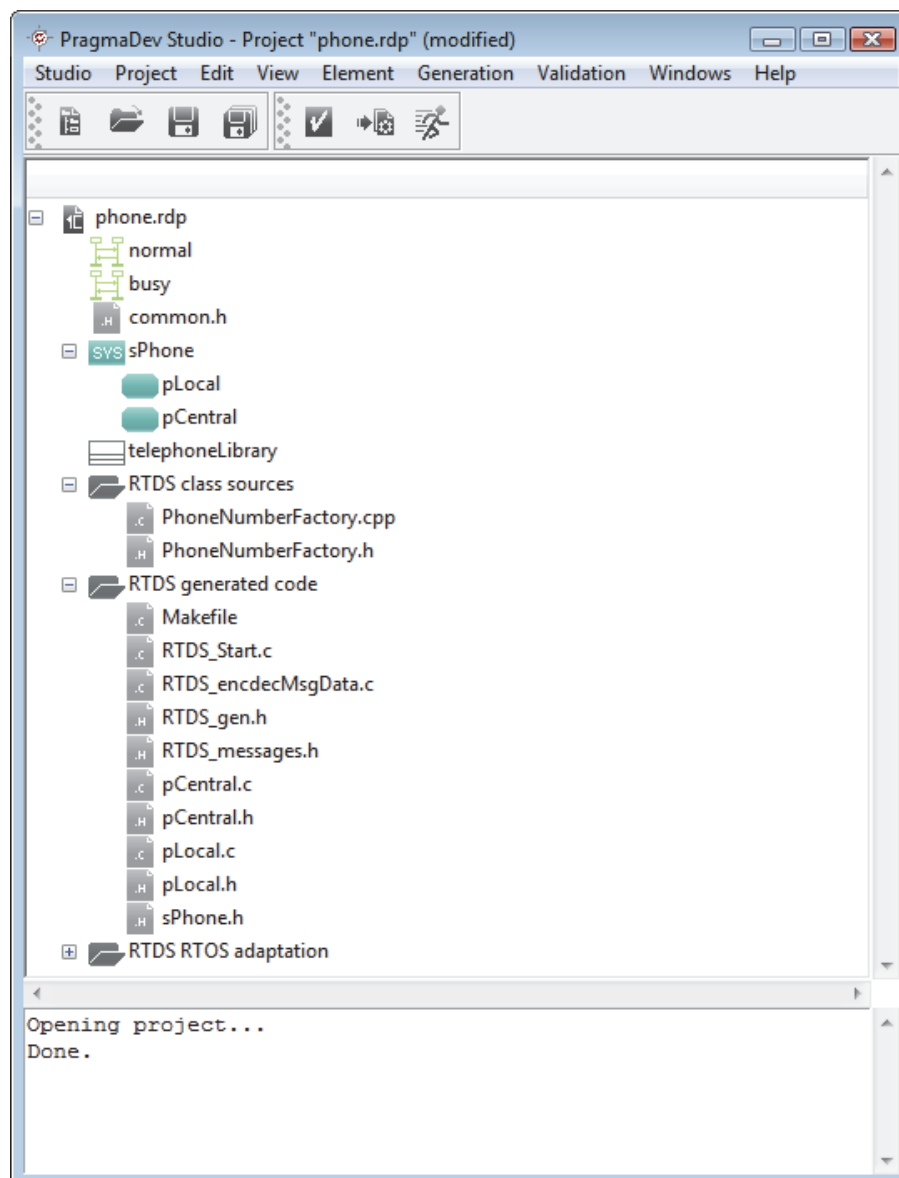 PragmaDev Studio - Project "phone.rdp" (modified)
Studio Project Edit View Element Generation Validation Windows Help
phone.rdp
normal
busy
.H common.h
SYS sPhone
pLocal
pCentral
telephoneLibrary
RTDS class sources
.c PhoneNumberFactory.cpp
.H PhoneNumberFactory.h
RTDS generated code
.c Makefile
.c RTDS_Start.c
.c RTDS_encdecMsgData.c
.H RTDS_gen.h
.H RTDS_messages.h
.c pCentral.c
.H pCentral.h
.c pLocal.c
.H pLocal.h
.H sPhone.h
RTDS RTOS adaptation
Opening project...
Done.